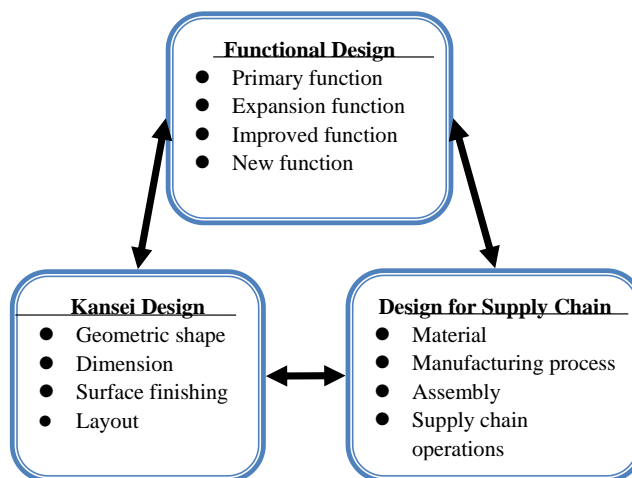 Functional Design
● Primary function
● Expansion function
● Improved function
● New function
Kansei Design
● Geometric shape
● Dimension
● Surface finishing
● Layout
Design for Supply Chain
● Material
● Manufacturing process
● Assembly
● Supply chain
operations